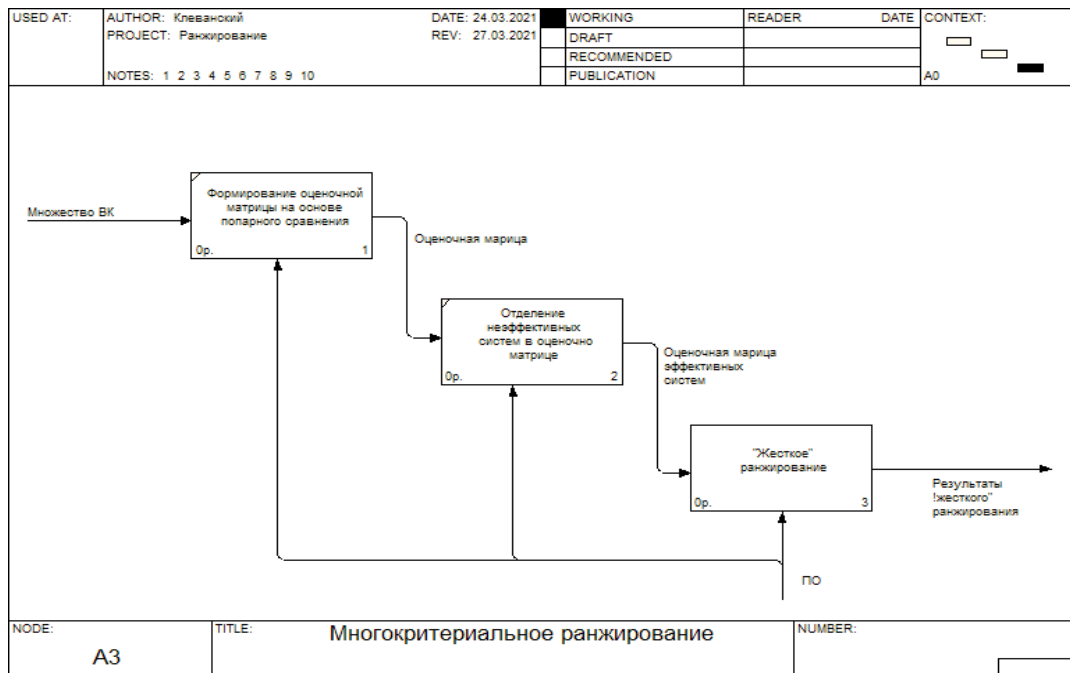 USED AT:
AUTHOR: Клеванский
DATE: 24.03.2021
WORKING
READER
DATE
CONTEXT:
PROJECT: Ранжирование
REV: 27.03.2021
DRAFT
RECOMMENDED
NOTES: 1 2 3 4 5 6 7 8 9 10
PUBLICATION
A0
Формирование оценочной
матрицы на основе
попарного сравнения
0р.
1
Множество ВК
Оценочная марица
Отделение
неэффективных
систем в оценочно
матрице
0р.
2
Оценочная марица
эффективных
систем
"Жесткое"
ранжирование
0р.
3
Результаты
!жесткого"
ранжирования
ПО
NODE:
A3
TITLE:
Многокритериальное ранжирование
NUMBER: